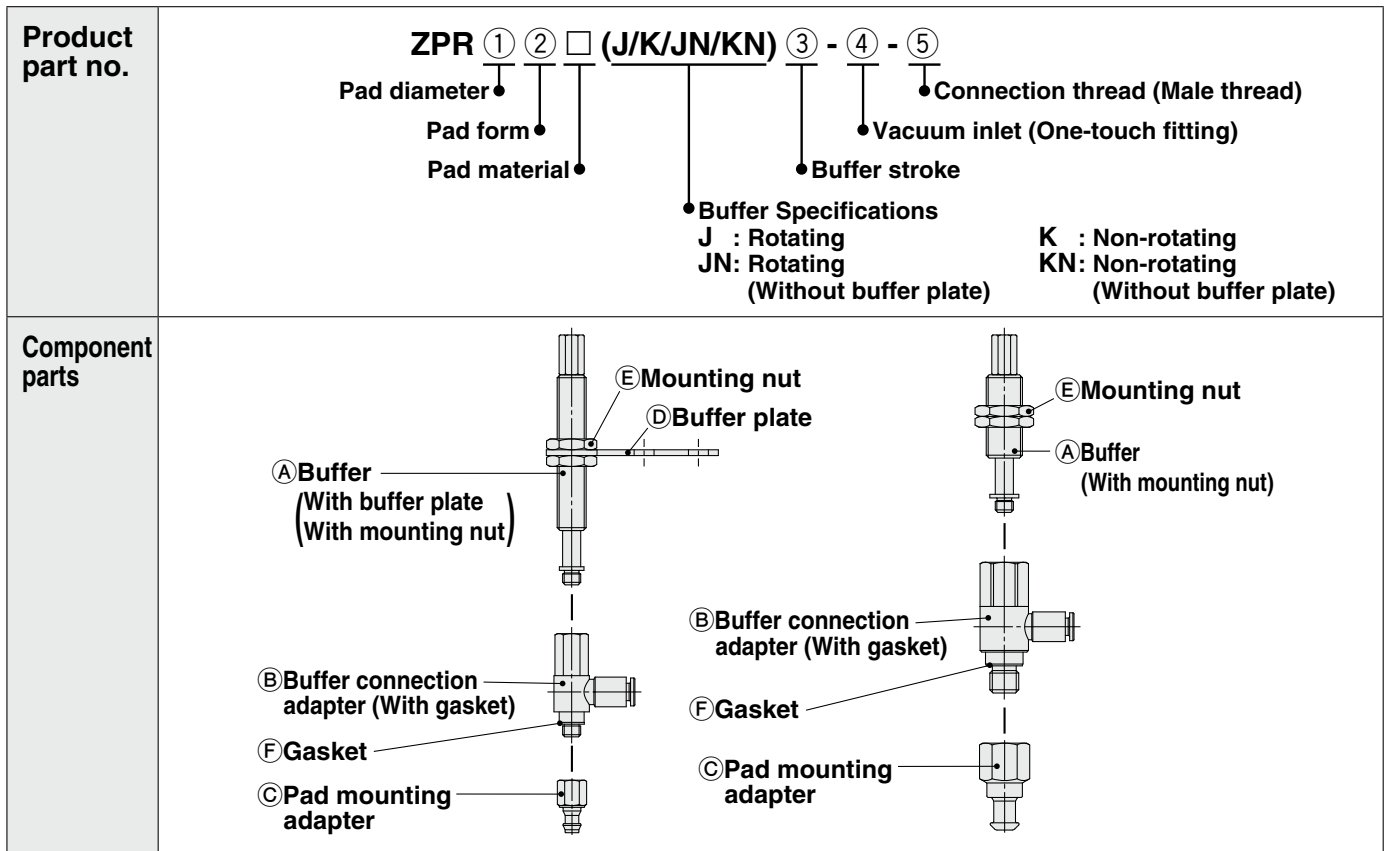 Product
part no.
ZPR ① ② □ (J/K/JN/KN) ③ - ④ - ⑤
Pad diameter
Connection thread (Male thread)
Pad form
Vacuum inlet (One-touch fitting)
Pad material
Buffer stroke
Buffer Specifications
J : Rotating
K : Non-rotating
JN: Rotating
(Without buffer plate)
KN: Non-rotating
(Without buffer plate)
Component
parts
ⒺMounting nut
ⒹBuffer plate
ⒶBuffer
(With buffer plate
With mounting nut)
ⒷBuffer connection
adapter (With gasket)
ⒻGasket
ⒸPad mounting
adapter
ⒺMounting nut
ⒶBuffer
(With mounting nut)
ⒷBuffer connection
adapter (With gasket)
ⒻGasket
ⒸPad mounting
adapter